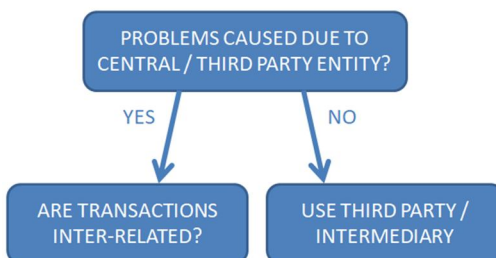 PROBLEMS CAUSED DUE TO
CENTRAL / THIRD PARTY ENTITY?
YES
NO
ARE TRANSACTIONS
INTER-RELATED?
USE THIRD PARTY /
INTERMEDIARY